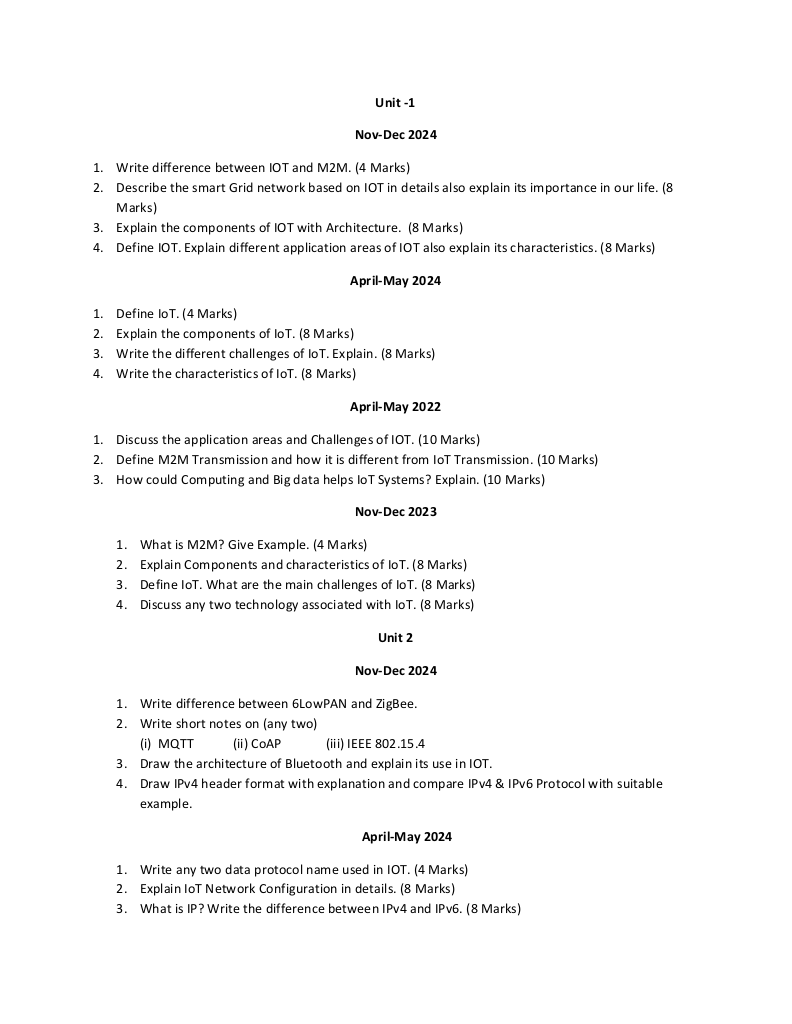 Unit -1
Nov-Dec 2024
1. Write difference between IOT and M2M. (4 Marks)
2. Describe the smart Grid network based on IOT in details also explain its importance in our life. (8
Marks)
3. Explain the components of IOT with Architecture. (8 Marks)
4. Define IOT. Explain different application areas of IOT also explain its characteristics. (8 Marks)
April-May 2024
1. Define IoT. (4 Marks)
2. Explain the components of IoT. (8 Marks)
3. Write the different challenges of IoT. Explain. (8 Marks)
4. Write the characteristics of IoT. (8 Marks)
April-May 2022
1. Discuss the application areas and Challenges of IOT. (10 Marks)
2. Define M2M Transmission and how it is different from IoT Transmission. (10 Marks)
3. How could Computing and Big data helps IoT Systems? Explain. (10 Marks)
Nov-Dec 2023
1. What is M2M? Give Example. (4 Marks)
2. Explain Components and characteristics of IoT. (8 Marks)
3. Define IoT. What are the main challenges of IoT. (8 Marks)
4. Discuss any two technology associated with IoT. (8 Marks)
Unit 2
Nov-Dec 2024
1. Write difference between 6LowPAN and ZigBee.
2. Write short notes on (any two)
(i) MQTT (ii) CoAP (iii) IEEE 802.15.4
3. Draw the architecture of Bluetooth and explain its use in IOT.
4. Draw IPv4 header format with explanation and compare IPv4 & IPv6 Protocol with suitable
example.
April-May 2024
1. Write any two data protocol name used in IOT. (4 Marks)
2. Explain IoT Network Configuration in details. (8 Marks)
3. What is IP? Write the difference between IPv4 and IPv6. (8 Marks)